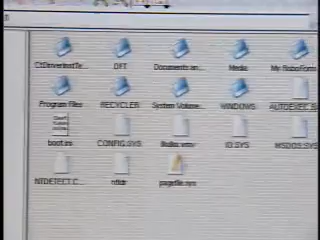 CtDriverInstTe... DFT Documents an... Media My RoboForm
Program Files RECYCLER System Volume... WINDOWS AUTOEXEC
boot.ini CONFIG.SYS IO.SYS MSDOS.SYS
NTDETECT.C... ntldr pagefile.sys